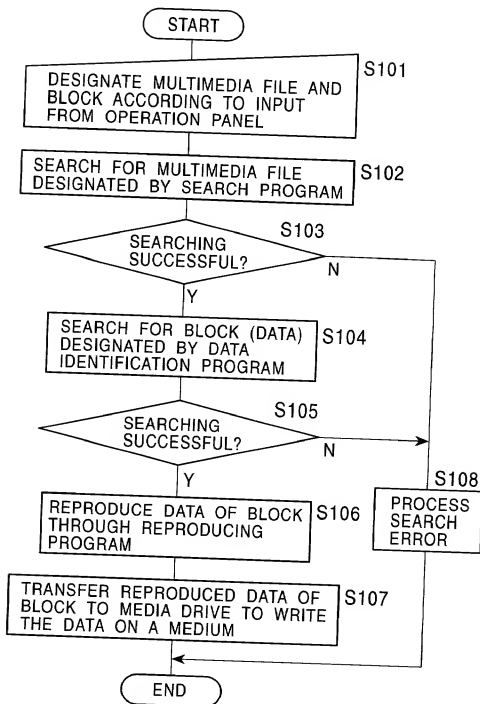 START
S101
DESIGNATE MULTIMEDIA FILE AND
BLOCK ACCORDING TO INPUT
FROM OPERATION PANEL
SEARCH FOR MULTIMEDIA FILE
DESIGNATED BY SEARCH PROGRAM
S102
S103
SEARCHING
SUCCESSFUL?
N
Y
SEARCH FOR BLOCK (DATA)
DESIGNATED BY DATA
IDENTIFICATION PROGRAM
S104
S105
SEARCHING
SUCCESSFUL?
N
Y
REPRODUCE DATA OF BLOCK
THROUGH REPRODUCING
PROGRAM
S106
S108
PROCESS
SEARCH
ERROR
TRANSFER REPRODUCED DATA OF
BLOCK TO MEDIA DRIVE TO WRITE
THE DATA ON A MEDIUM
S107
END